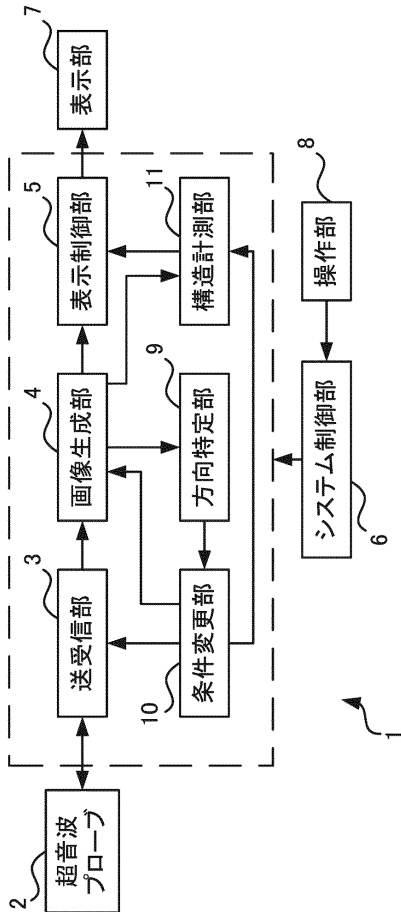 2
超音波
プローブ
3
送受信部
4
画像生成部
5
表示制御部
7
表示部
10
条件変更部
9
方向特定部
11
構造計測部
6
システム制御部
8
操作部
1